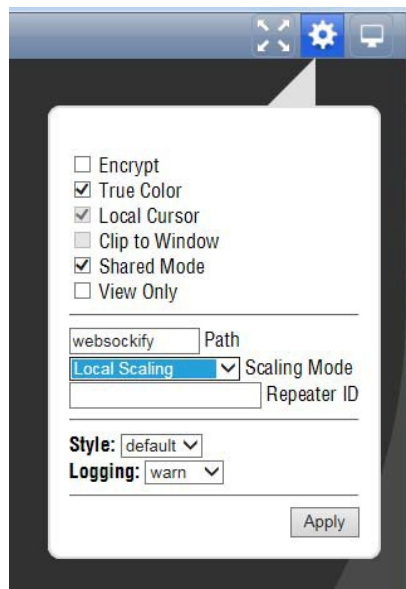 Encrypt
True Color
Local Cursor
Clip to Window
Shared Mode
View Only
websockify Path
Local Scaling Scaling Mode
Repeater ID
Style: default
Logging: warn
Apply